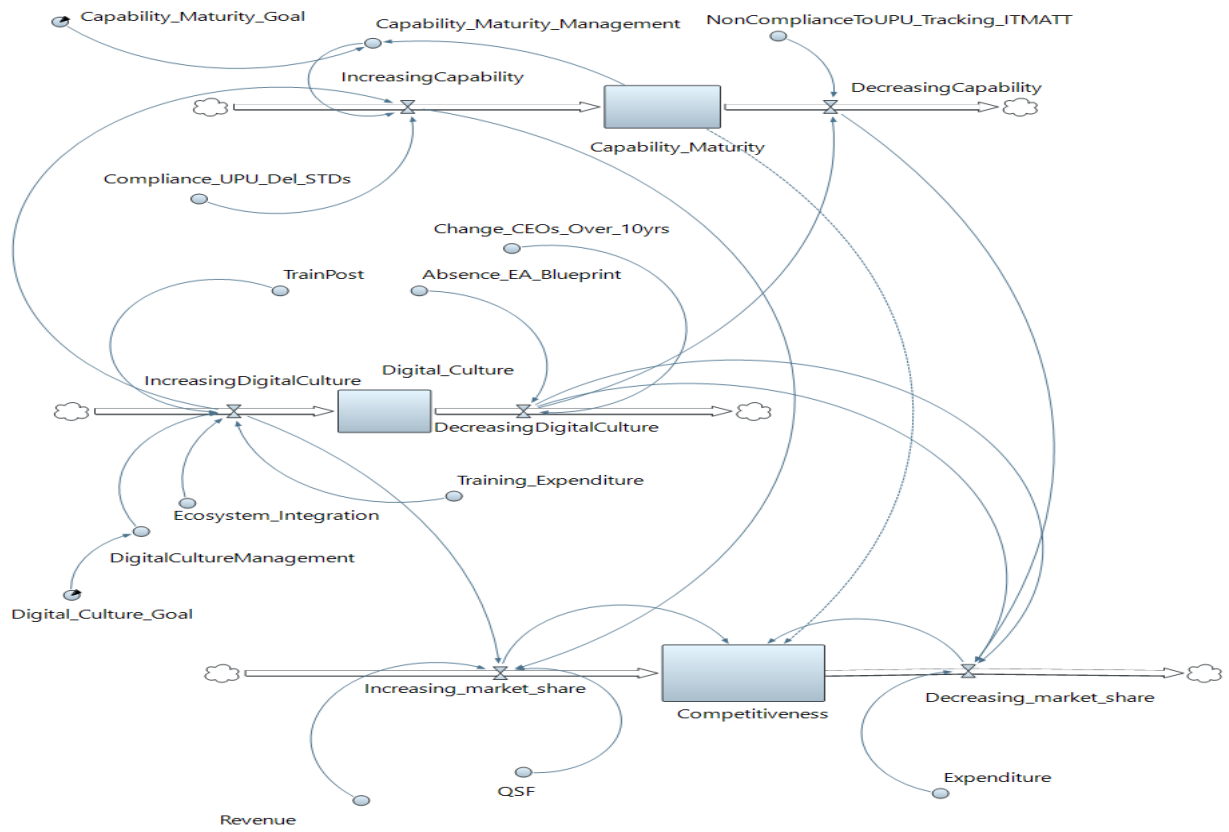 Capability_Maturity_Goal
Capability_Maturity_Management
NonComplianceToUPU_Tracking_ITMATT
IncreasingCapability
DecreasingCapability
Capability_Maturity
Compliance_UPU_Del_STDs
Change_CEOs_Over_10yrs
TrainPost
Absence_EA_Blueprint
Digital_Culture
IncreasingDigitalCulture
DecreasingDigitalCulture
Training_Expenditure
Ecosystem_Integration
DigitalCultureManagement
Digital_Culture_Goal
Increasing_market_share
Decreasing_market_share
Competitiveness
Expenditure
QSF
Revenue